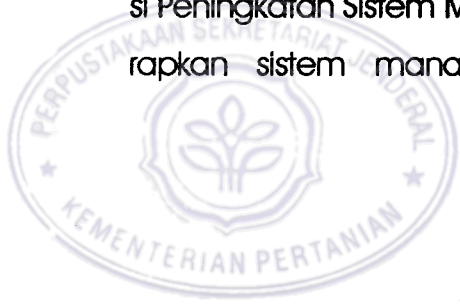 si Peningkatan Sistem M
rapkan sistem mana
PERPUSTAKAAN SEKRETARIAT JENDERAL
KEMENTERIAN PERTANIAN